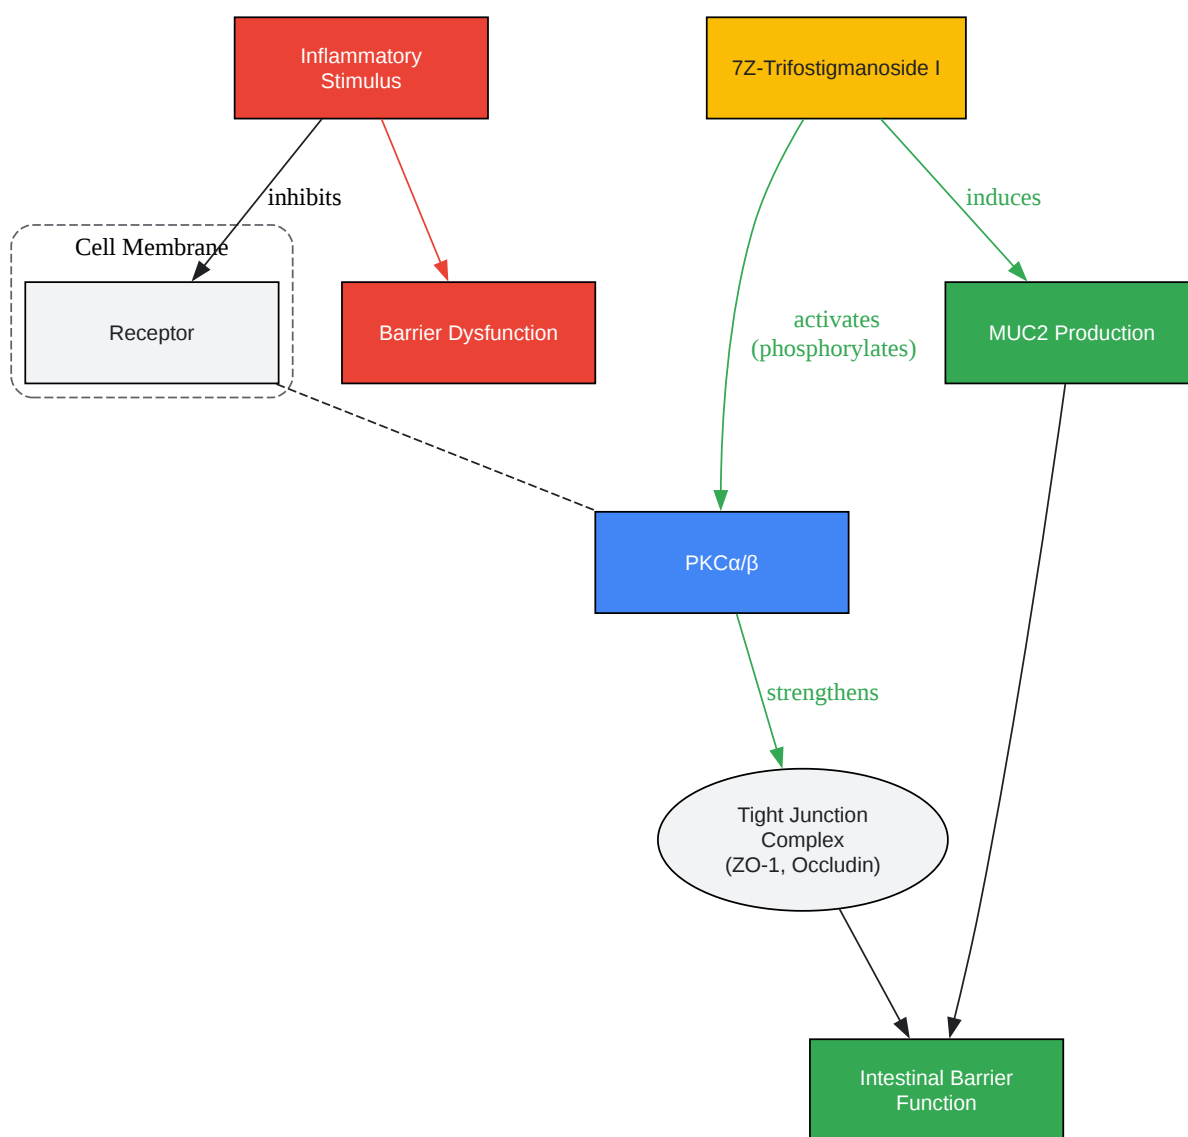 Inflammatory
Stimulus
7Z-Trifostigmanoside I
inhibits
induces
Cell Membrane
Receptor
Barrier Dysfunction
activates
(phosphorylates)
MUC2 Production
PKCα/β
strengthens
Tight Junction
Complex
(ZO-1, Occludin)
Intestinal Barrier
Function